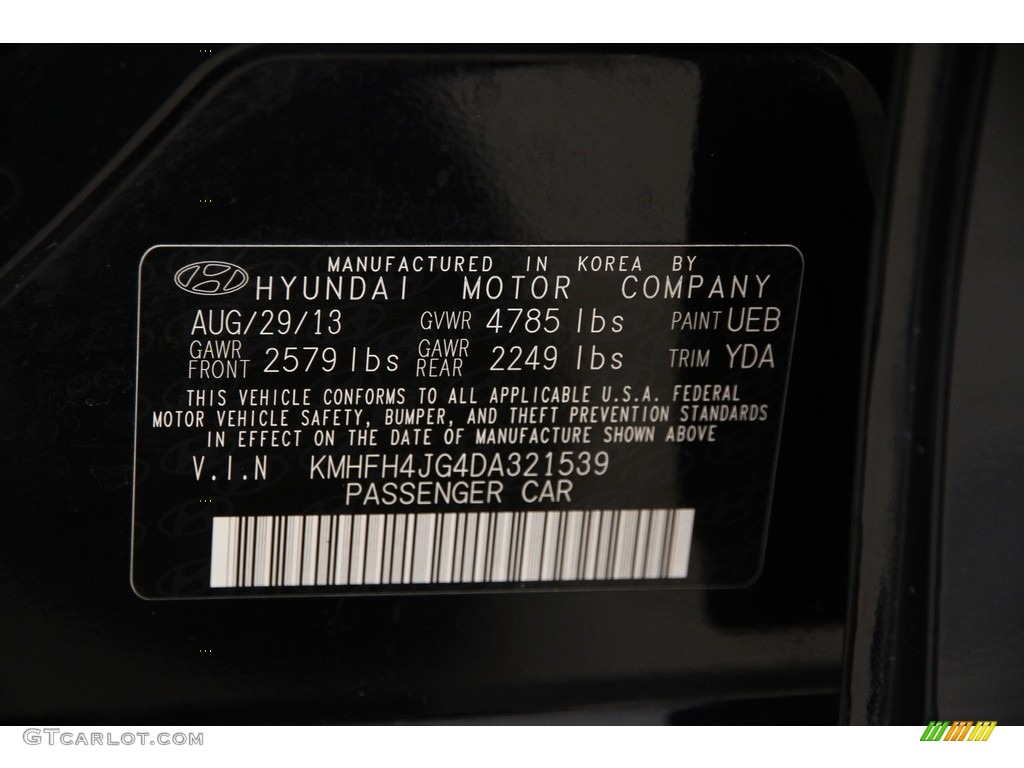 MANUFACTURED IN KOREA BY
HYUNDAI MOTOR COMPANY
AUG/29/13 GVWR 4785 lbs PAINT UEB
GAWR FRONT 2579 lbs GAWR REAR 2249 lbs TRIM YDA
THIS VEHICLE CONFORMS TO ALL APPLICABLE U.S.A. FEDERAL
MOTOR VEHICLE SAFETY, BUMPER, AND THEFT PREVENTION STANDARDS
IN EFFECT ON THE DATE OF MANUFACTURE SHOWN ABOVE
V.I.N KMHFH4JG4DA321539
PASSENGER CAR
GTCARLOT.COM